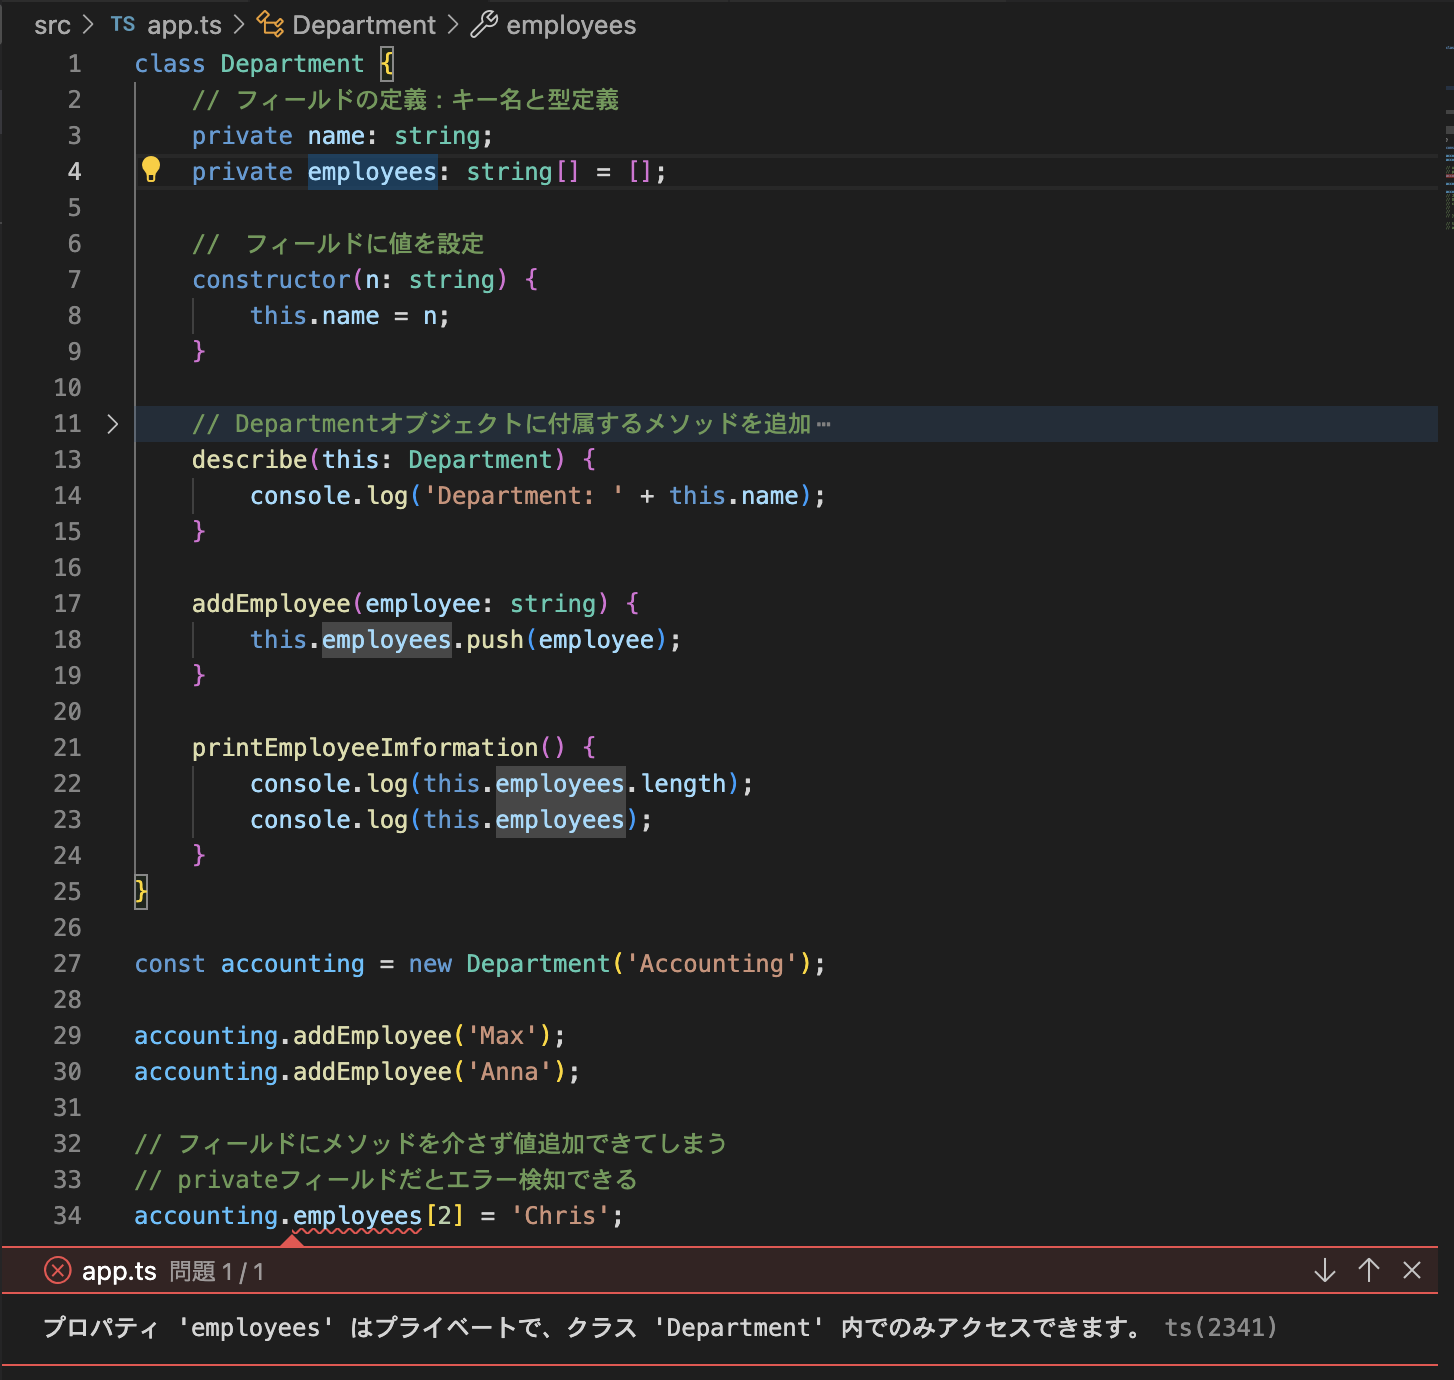 src > TS app.ts > Department > employees
1 class Department {
2 // フィールドの定義：キー名と型定義
3 private name: string;
4 private employees: string[] = [];
5
6 //　フィールドに値を設定
7 constructor(n: string) {
8 this.name = n;
9 }
10
11 // Departmentオブジェクトに付属するメソッドを追加⋯
13 describe(this: Department) {
14 console.log('Department: ' + this.name);
15 }
16
17 addEmployee(employee: string) {
18 this.employees.push(employee);
19 }
20
21 printEmployeeImformation() {
22 console.log(this.employees.length);
23 console.log(this.employees);
24 }
25 }
26
27 const accounting = new Department('Accounting');
28
29 accounting.addEmployee('Max');
30 accounting.addEmployee('Anna');
31
32 // フィールドにメソッドを介さず値追加できてしまう
33 // privateフィールドだとエラー検知できる
34 accounting.employees[2] = 'Chris';
app.ts 問題 1 / 1
プロパティ 'employees' はプライベートで、クラス 'Department' 内でのみアクセスできます。 ts(2341)